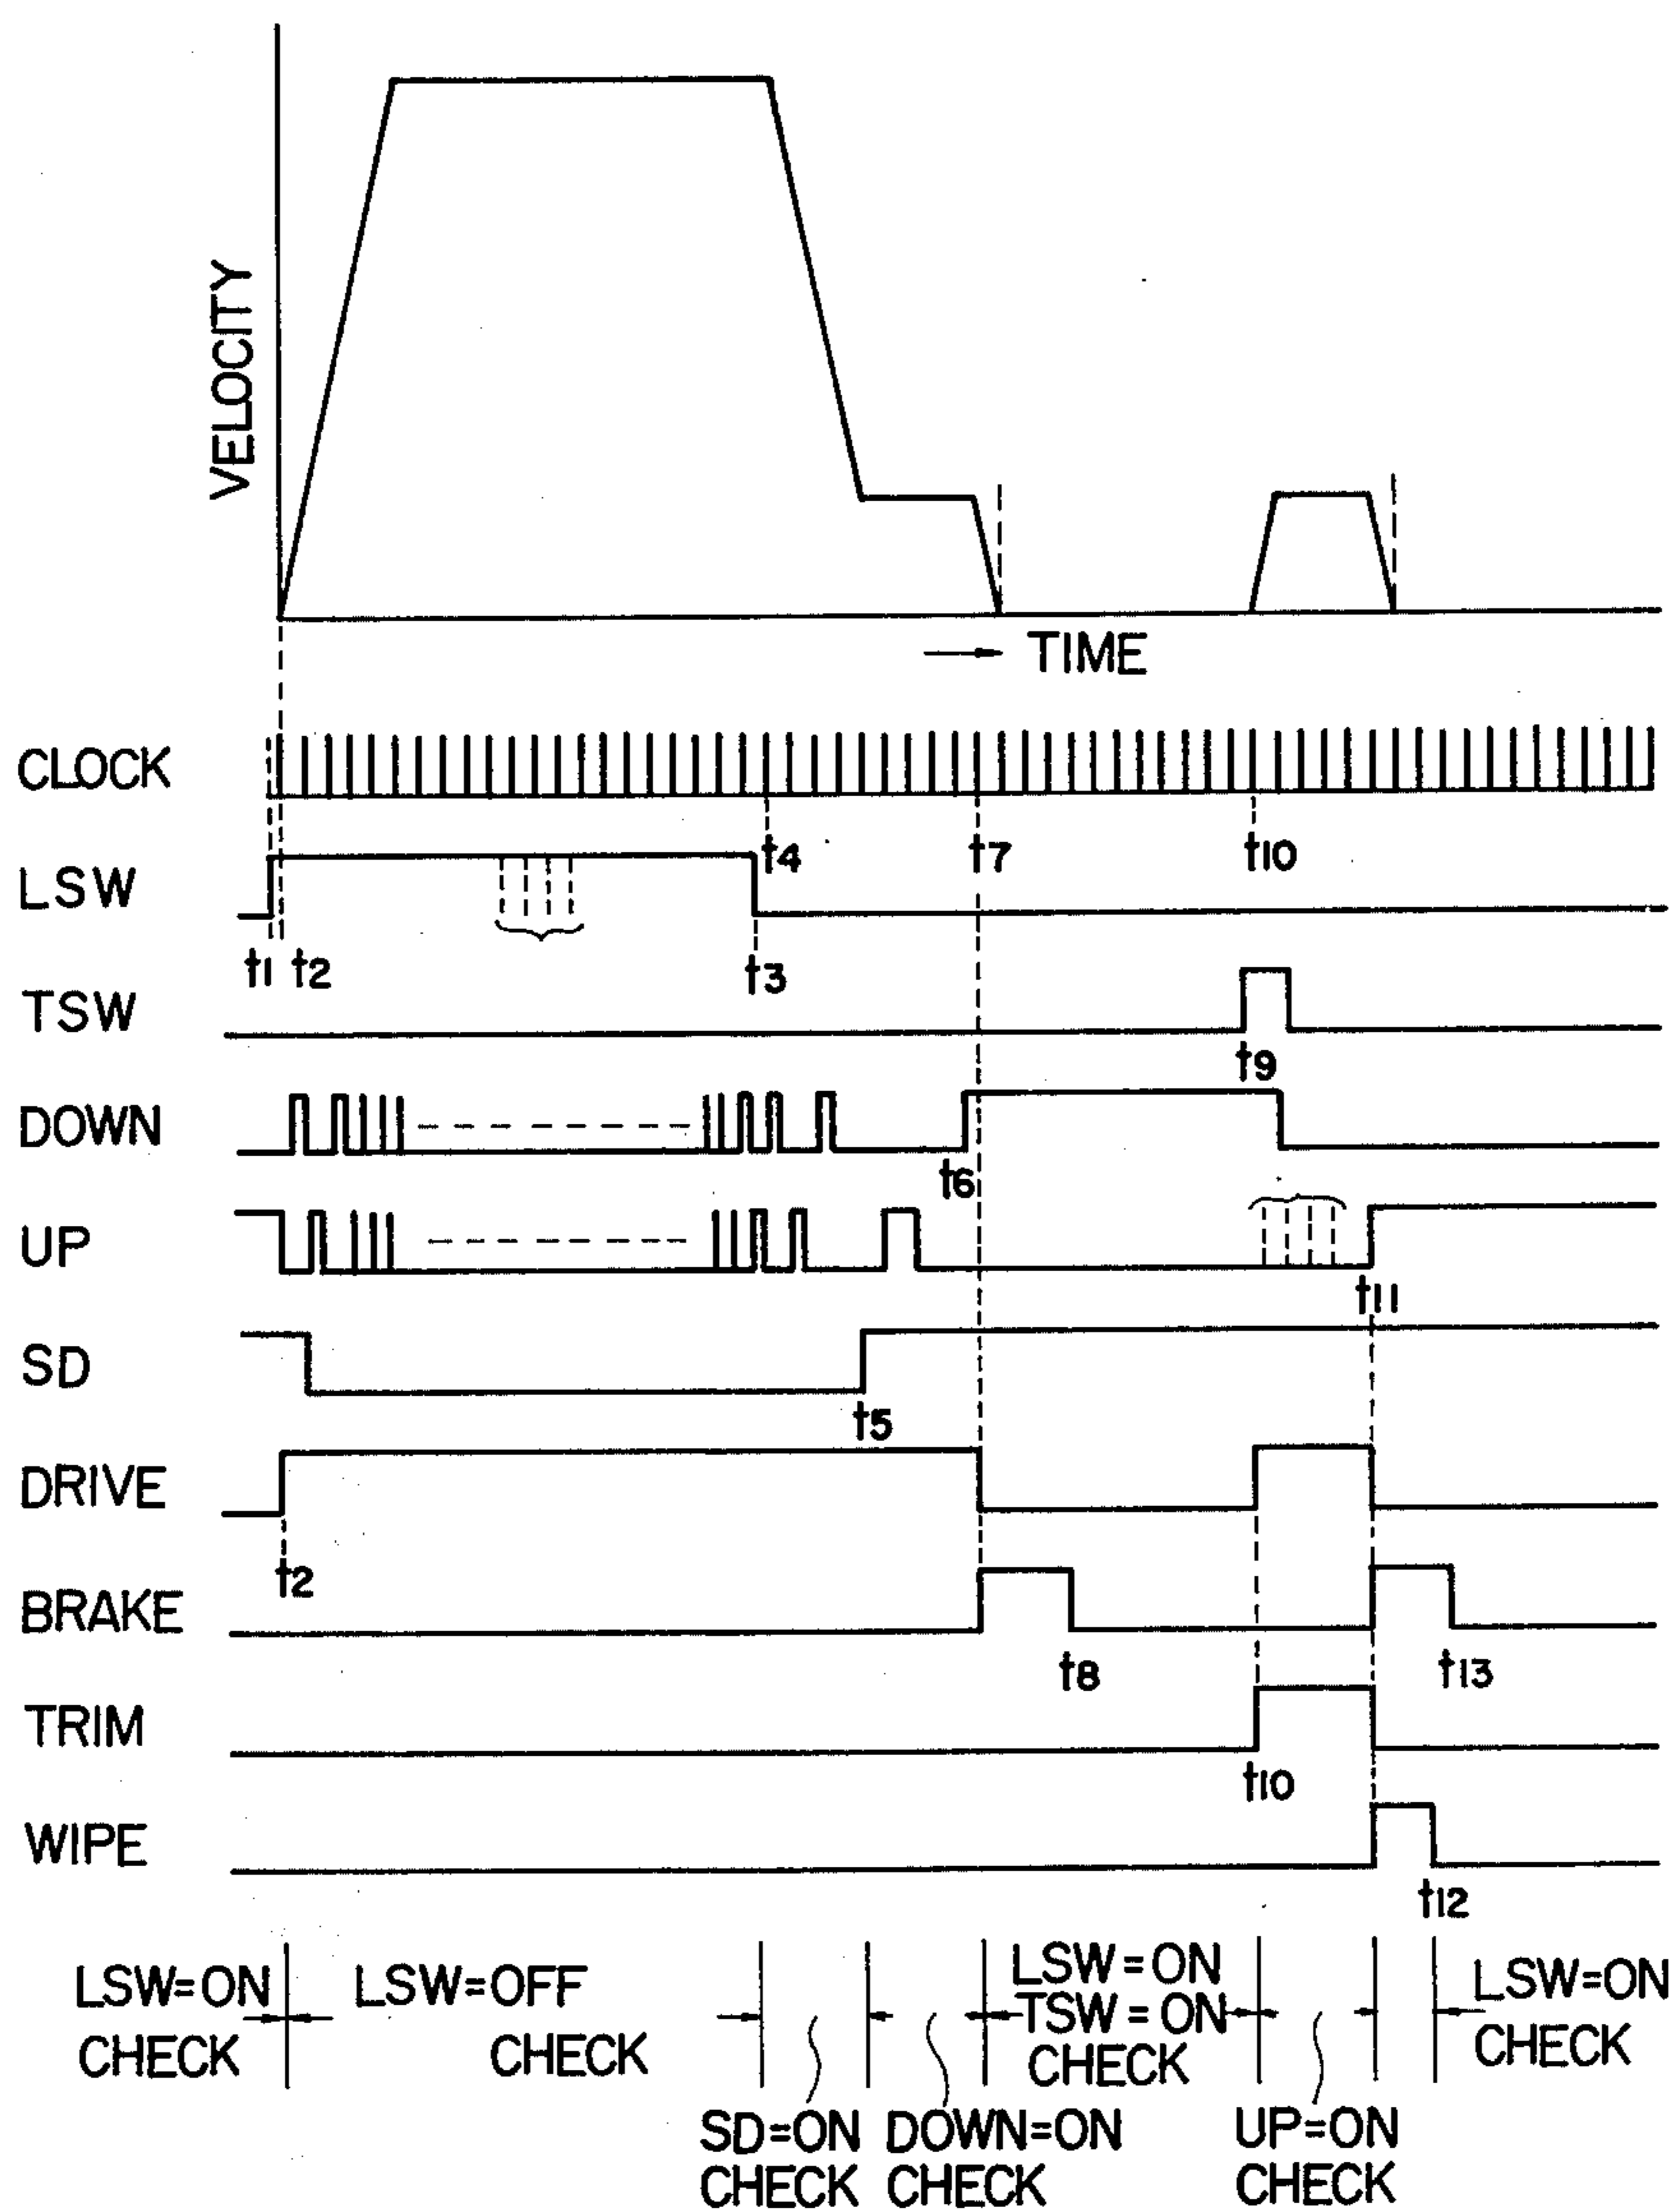 VELOCITY
→ TIME
CLOCK
t4 t7 t10
LSW
t1 t2 t3
TSW
t9
DOWN
t6
UP
t11
SD
t5
DRIVE
t2
BRAKE
t8 t13
TRIM
t10
WIPE
t12
LSW=ON
CHECK
LSW=OFF
CHECK
SD=ON
CHECK
DOWN=ON
CHECK
LSW=ON
TSW=ON
CHECK
UP=ON
CHECK
LSW=ON
CHECK